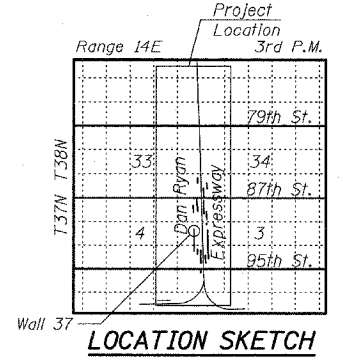 Project
Location
Range 14E
3rd P.M.
79th St.
T38N
33
34
87th St.
Dan Ryan
Expressway
T37N
4
3
95th St.
Wall 37
LOCATION SKETCH